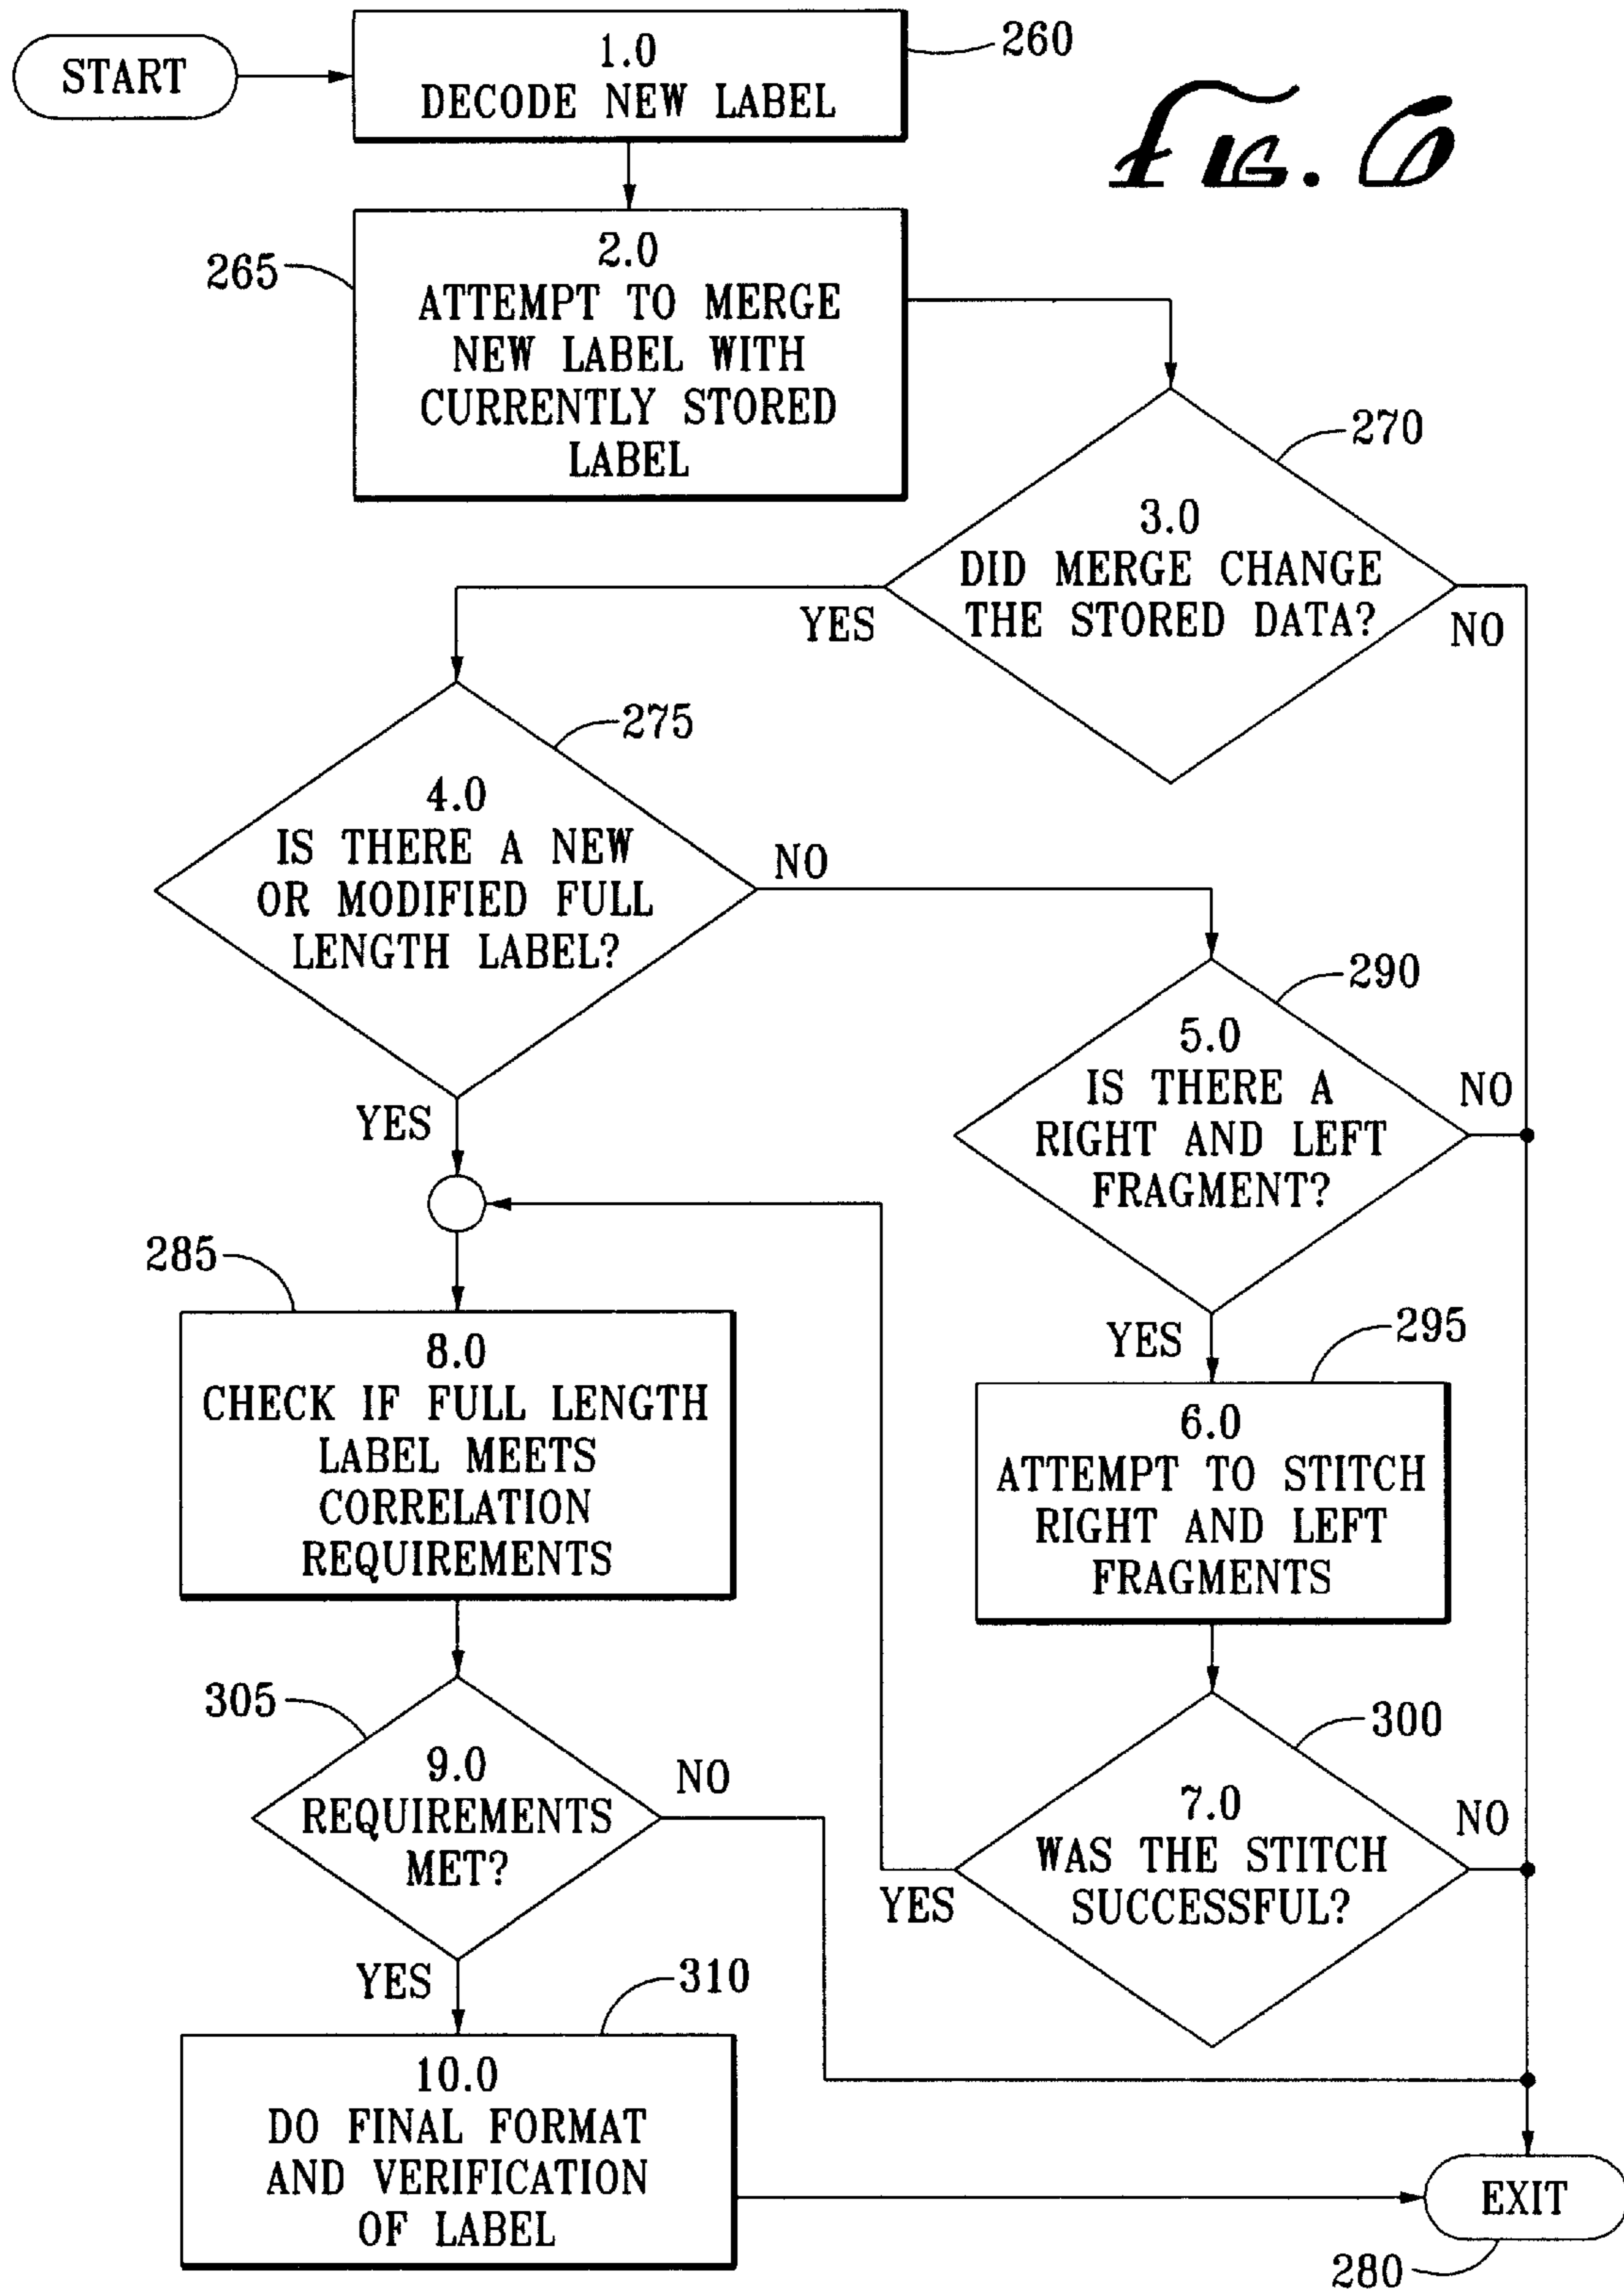 START
1.0
DECODE NEW LABEL
260
FIG. 6
265
2.0
ATTEMPT TO MERGE
NEW LABEL WITH
CURRENTLY STORED
LABEL
270
3.0
DID MERGE CHANGE
THE STORED DATA?
YES
NO
275
4.0
IS THERE A NEW
OR MODIFIED FULL
LENGTH LABEL?
NO
YES
290
5.0
IS THERE A
RIGHT AND LEFT
FRAGMENT?
NO
YES
285
8.0
CHECK IF FULL LENGTH
LABEL MEETS
CORRELATION
REQUIREMENTS
295
6.0
ATTEMPT TO STITCH
RIGHT AND LEFT
FRAGMENTS
305
9.0
REQUIREMENTS
MET?
NO
YES
300
7.0
WAS THE STITCH
SUCCESSFUL?
NO
YES
310
10.0
DO FINAL FORMAT
AND VERIFICATION
OF LABEL
EXIT
280